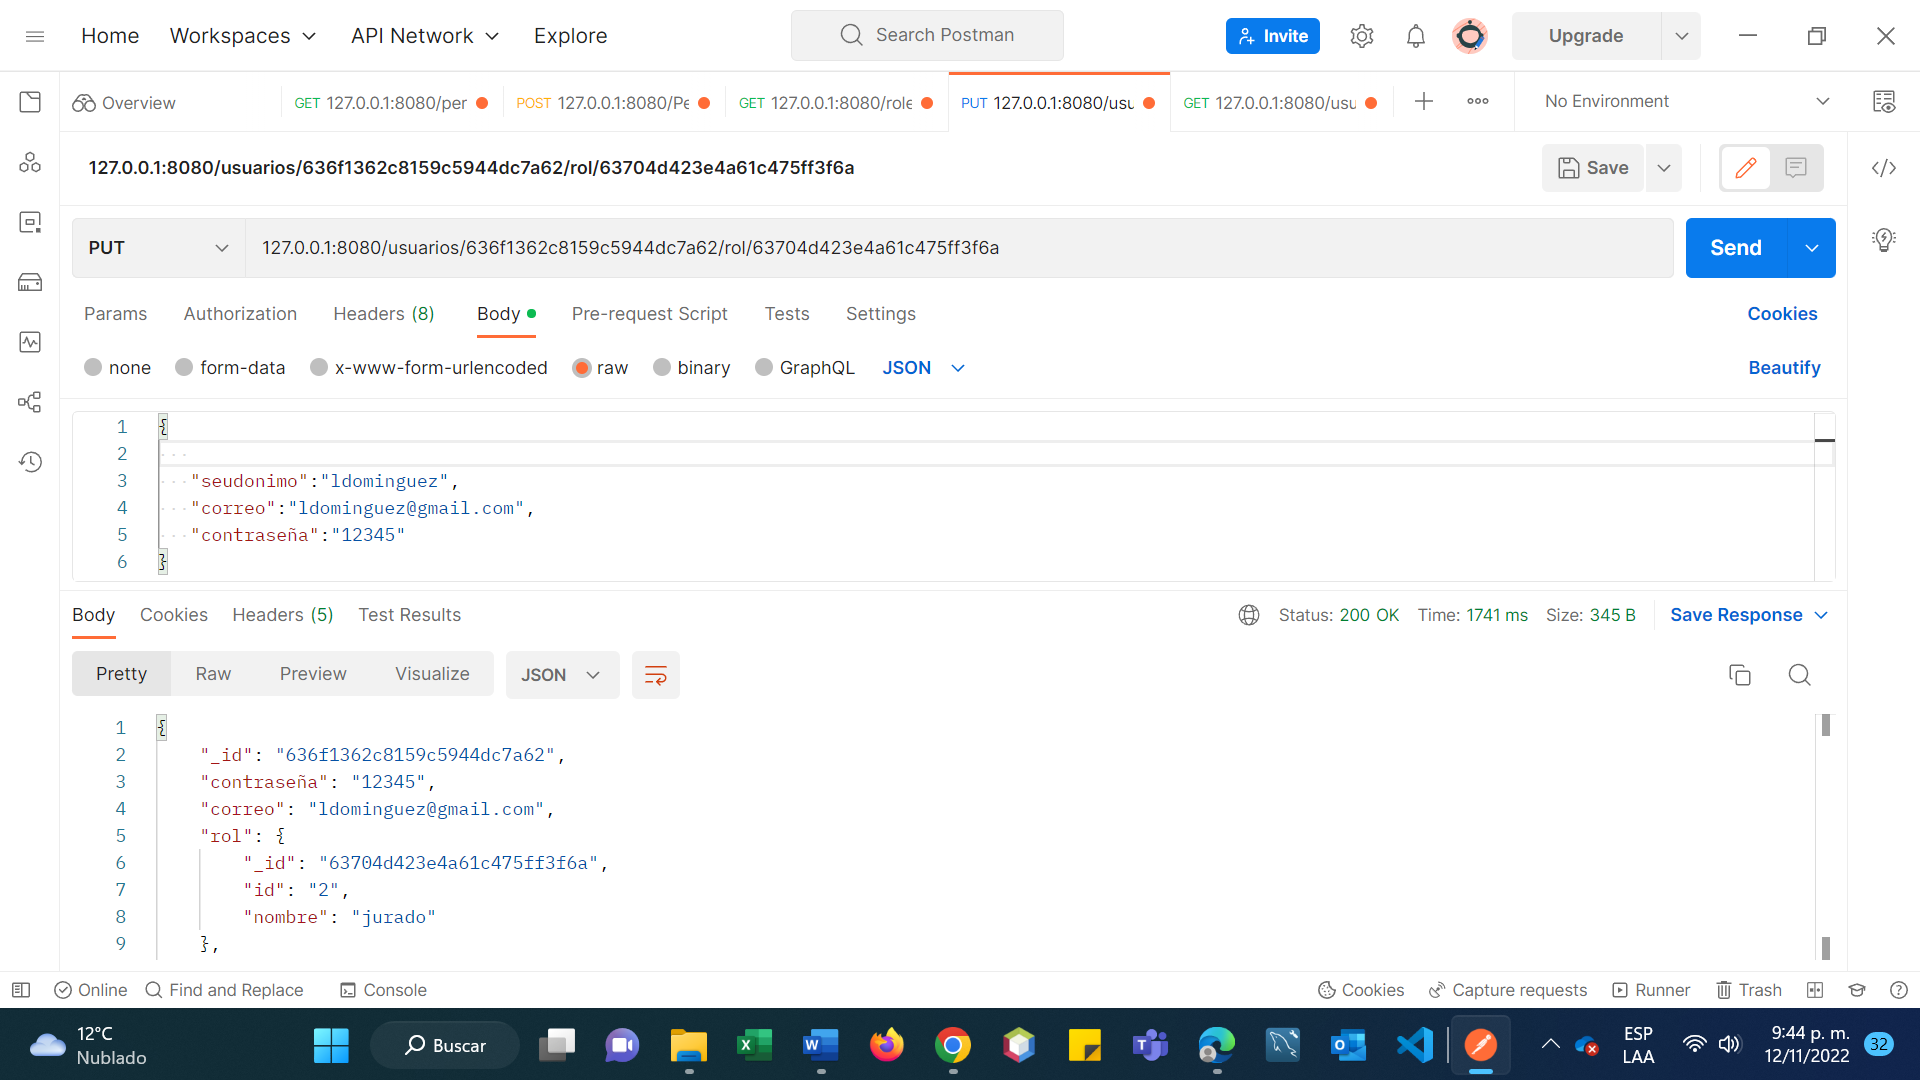 Home Workspaces API Network Explore Search Postman Invite Upgrade
Overview GET 127.0.0.1:8080/per POST 127.0.0.1:8080/Pe GET 127.0.0.1:8080/role PUT 127.0.0.1:8080/usu GET 127.0.0.1:8080/usu No Environment
127.0.0.1:8080/usuarios/636f1362c8159c5944dc7a62/rol/63704d423e4a61c475ff3f6a Save
PUT 127.0.0.1:8080/usuarios/636f1362c8159c5944dc7a62/rol/63704d423e4a61c475ff3f6a Send
Params Authorization Headers (8) Body Pre-request Script Tests Settings Cookies
none form-data x-www-form-urlencoded raw binary GraphQL JSON Beautify
1 {
2
3 "seudonimo":"ldominguez",
4 "correo":"ldominguez@gmail.com",
5 "contraseña":"12345"
6 }
Body Cookies Headers (5) Test Results Status: 200 OK Time: 1741 ms Size: 345 B Save Response
Pretty Raw Preview Visualize JSON
1 {
2 "_id": "636f1362c8159c5944dc7a62",
3 "contraseña": "12345",
4 "correo": "ldominguez@gmail.com",
5 "rol": {
6 "_id": "63704d423e4a61c475ff3f6a",
7 "id": "2",
8 "nombre": "jurado"
9 },
Online Find and Replace Console Cookies Capture requests Runner Trash
12°C
Nublado
Buscar
ESP
LAA
9:44 p. m.
12/11/2022
32